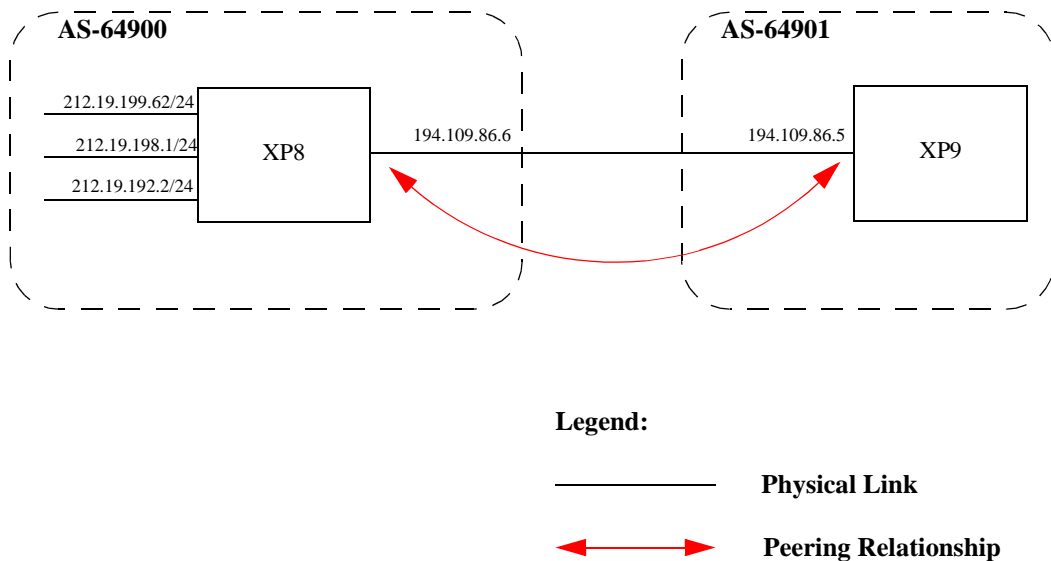 AS-64900
AS-64901
212.19.199.62/24
212.19.198.1/24
212.19.192.2/24
XP8
194.109.86.6
194.109.86.5
XP9
Legend:
Physical Link
Peering Relationship